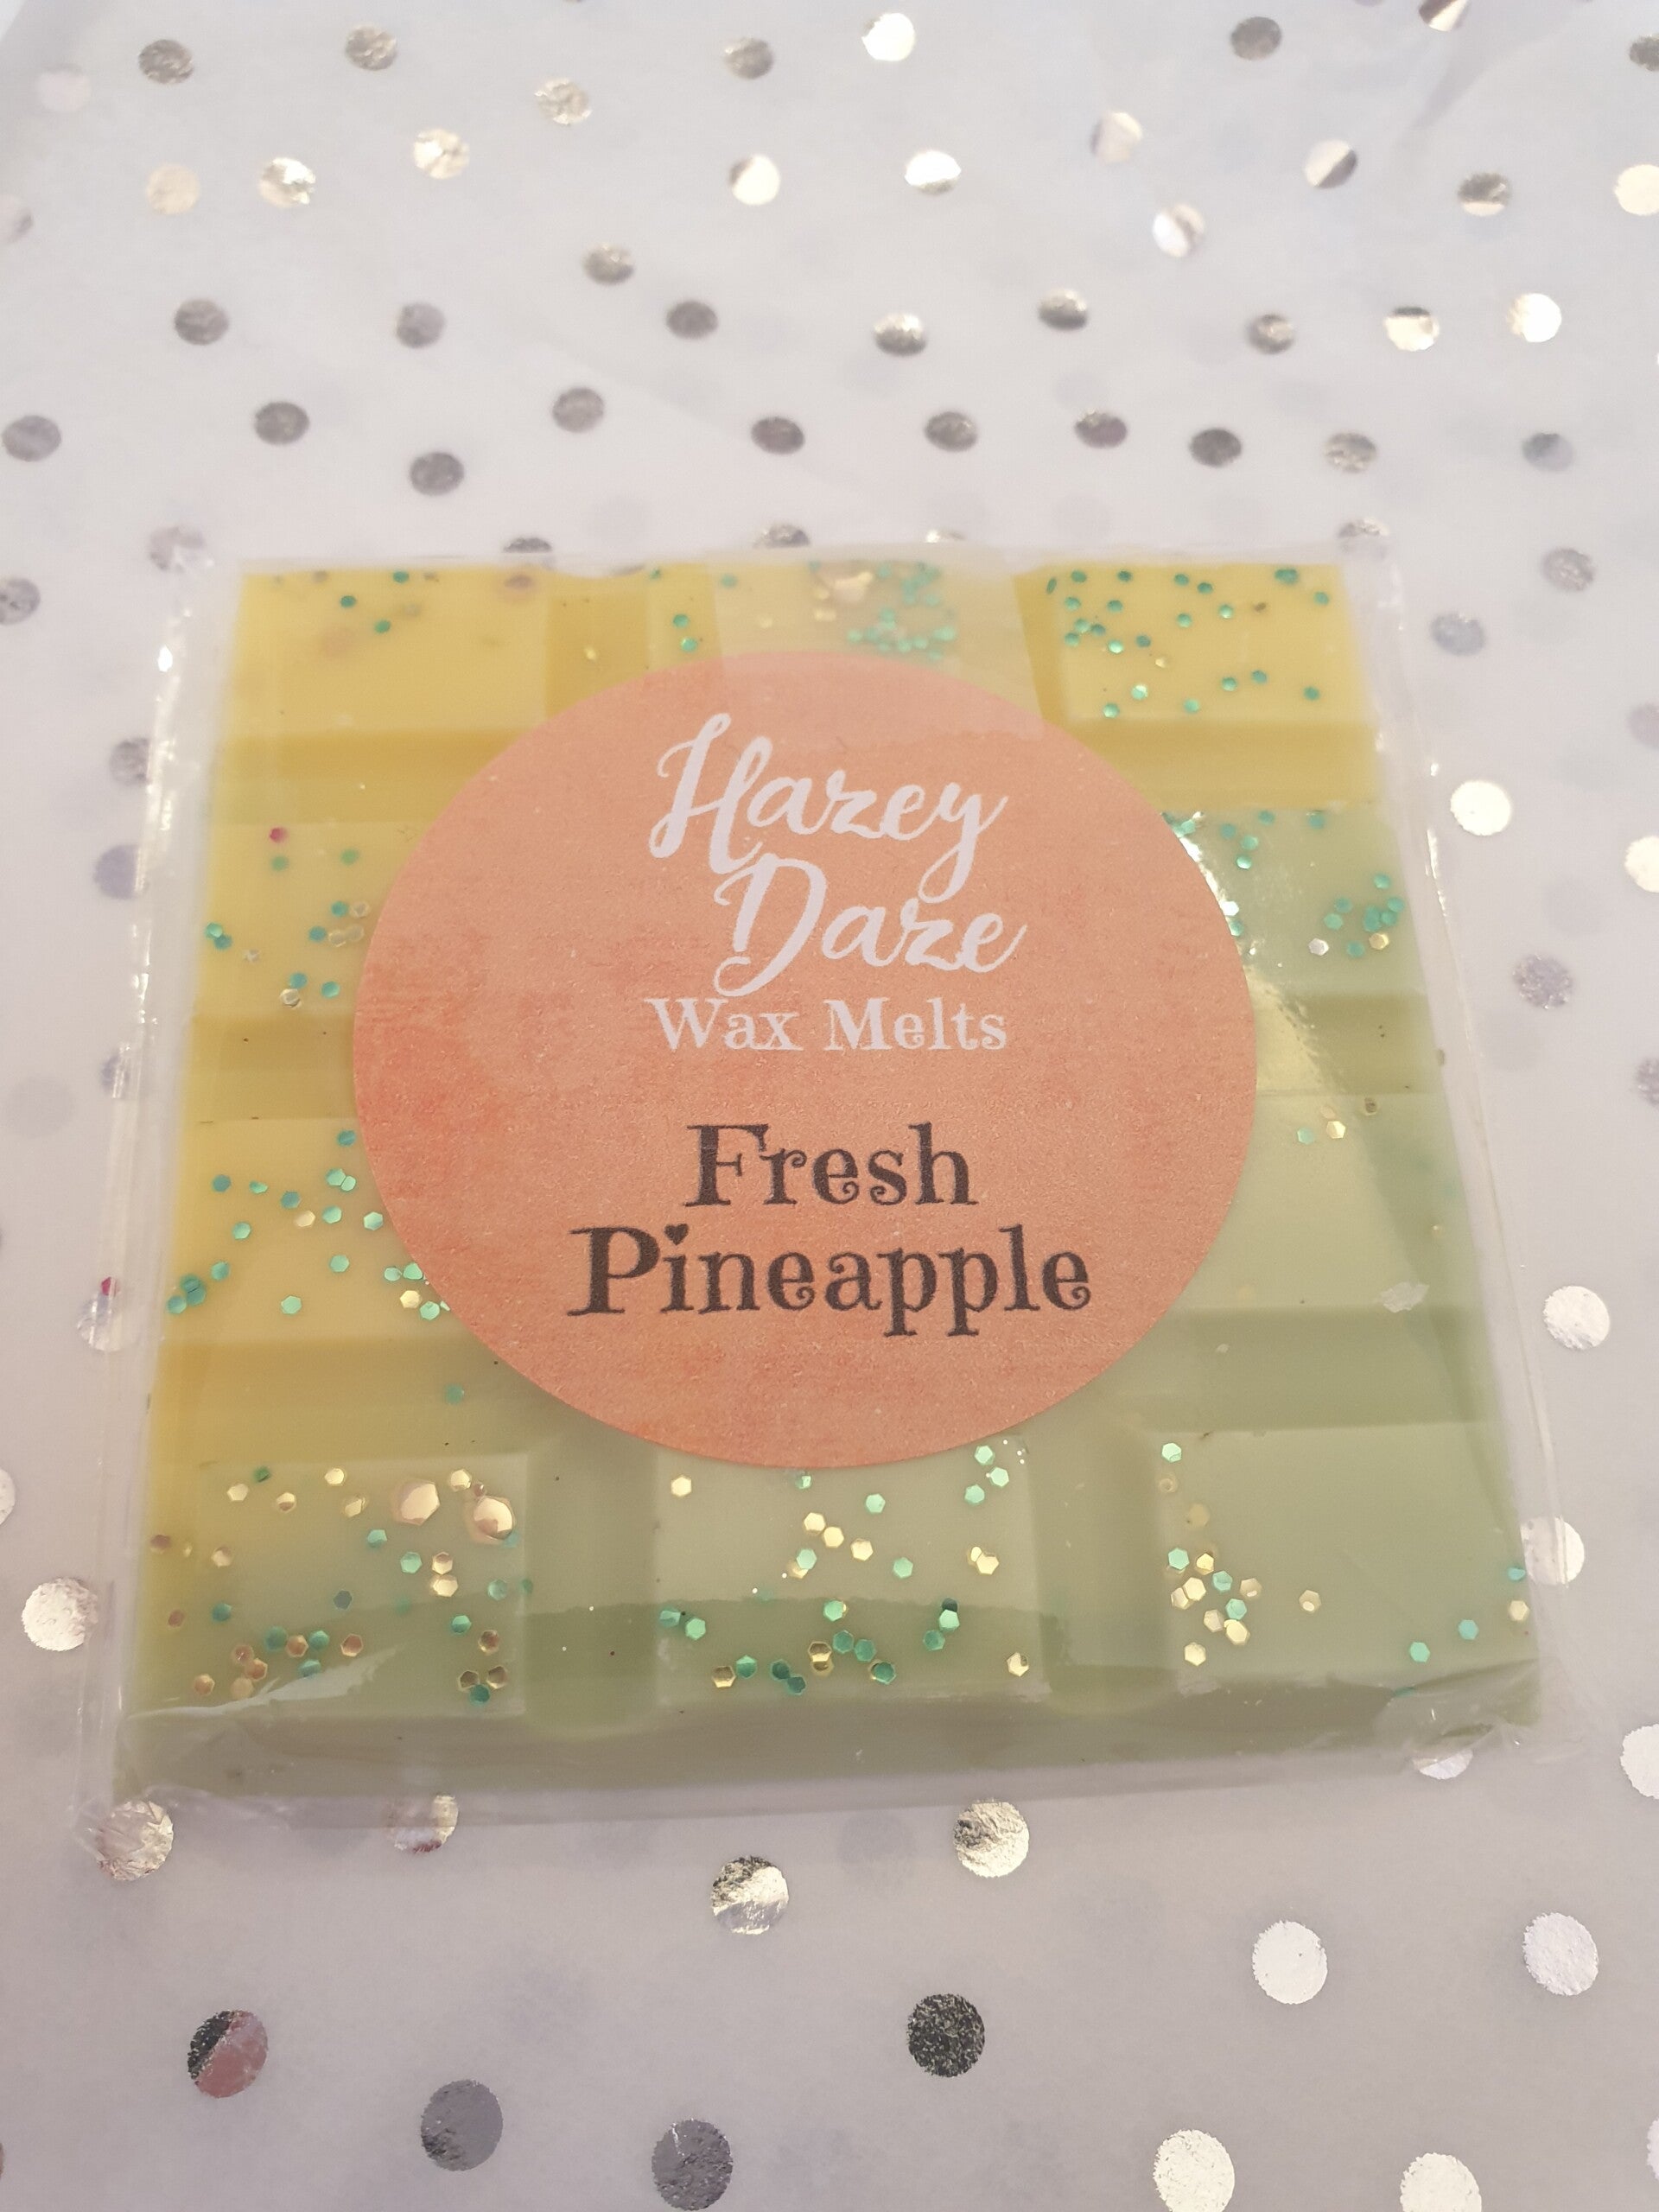 Hazey
Daze
Wax Melts
Fresh
Pineapple